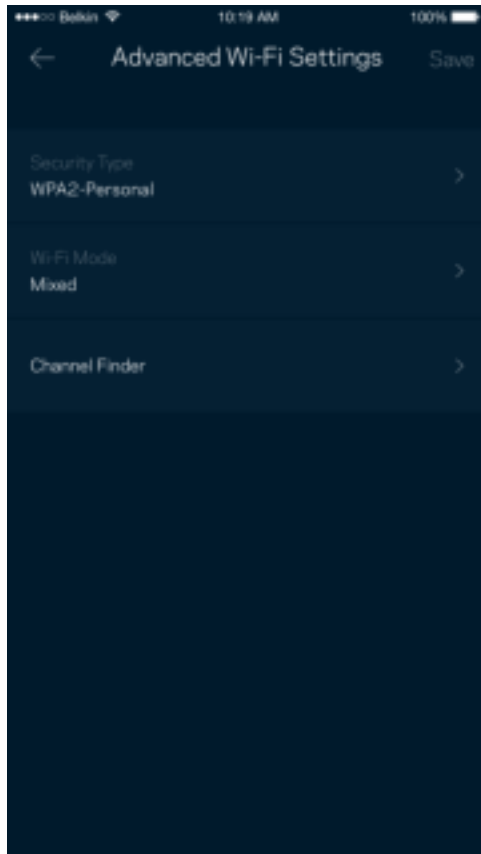 Belkin 10:19 AM 100%
Advanced Wi-Fi Settings Save
Security Type
WPA2-Personal
Wi-Fi Mode
Mixed
Channel Finder